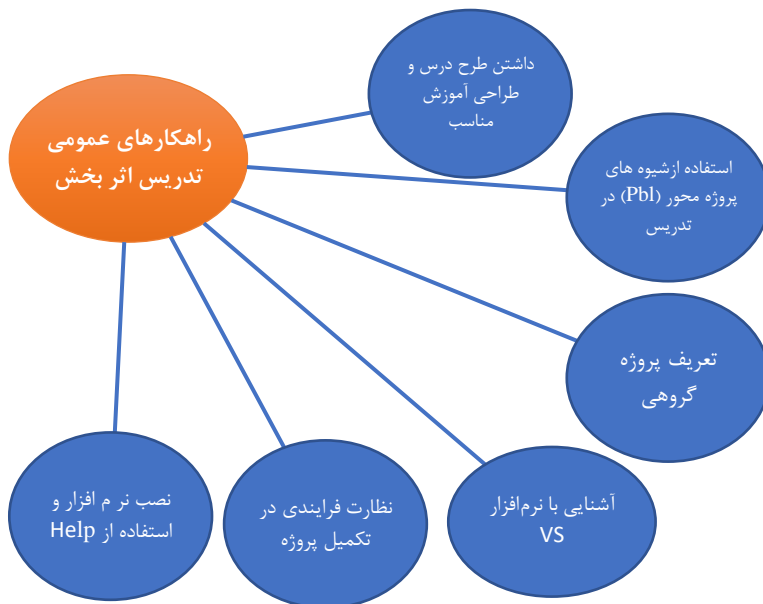 راهکارهای عمومی
تدریس اثر بخش
داشتن طرح درس و
طراحی آموزش
مناسب
استفاده ازشیوه های
پروژه محور (Pbl) در
تدریس
تعریف پروژه
گروهی
آشنایی با نرم‌افزار
VS
نظارت فرایندی در
تکمیل پروژه
نصب نر م افزار و
استفاده از Help